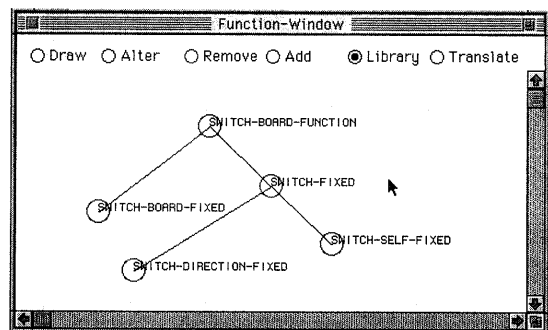 Function-Window
Draw Alter Remove Add Library Translate
SWITCH-BOARD-FUNCTION
SWITCH-FIXED
SWITCH-BOARD-FIXED
SWITCH-SELF-FIXED
SWITCH-DIRECTION-FIXED